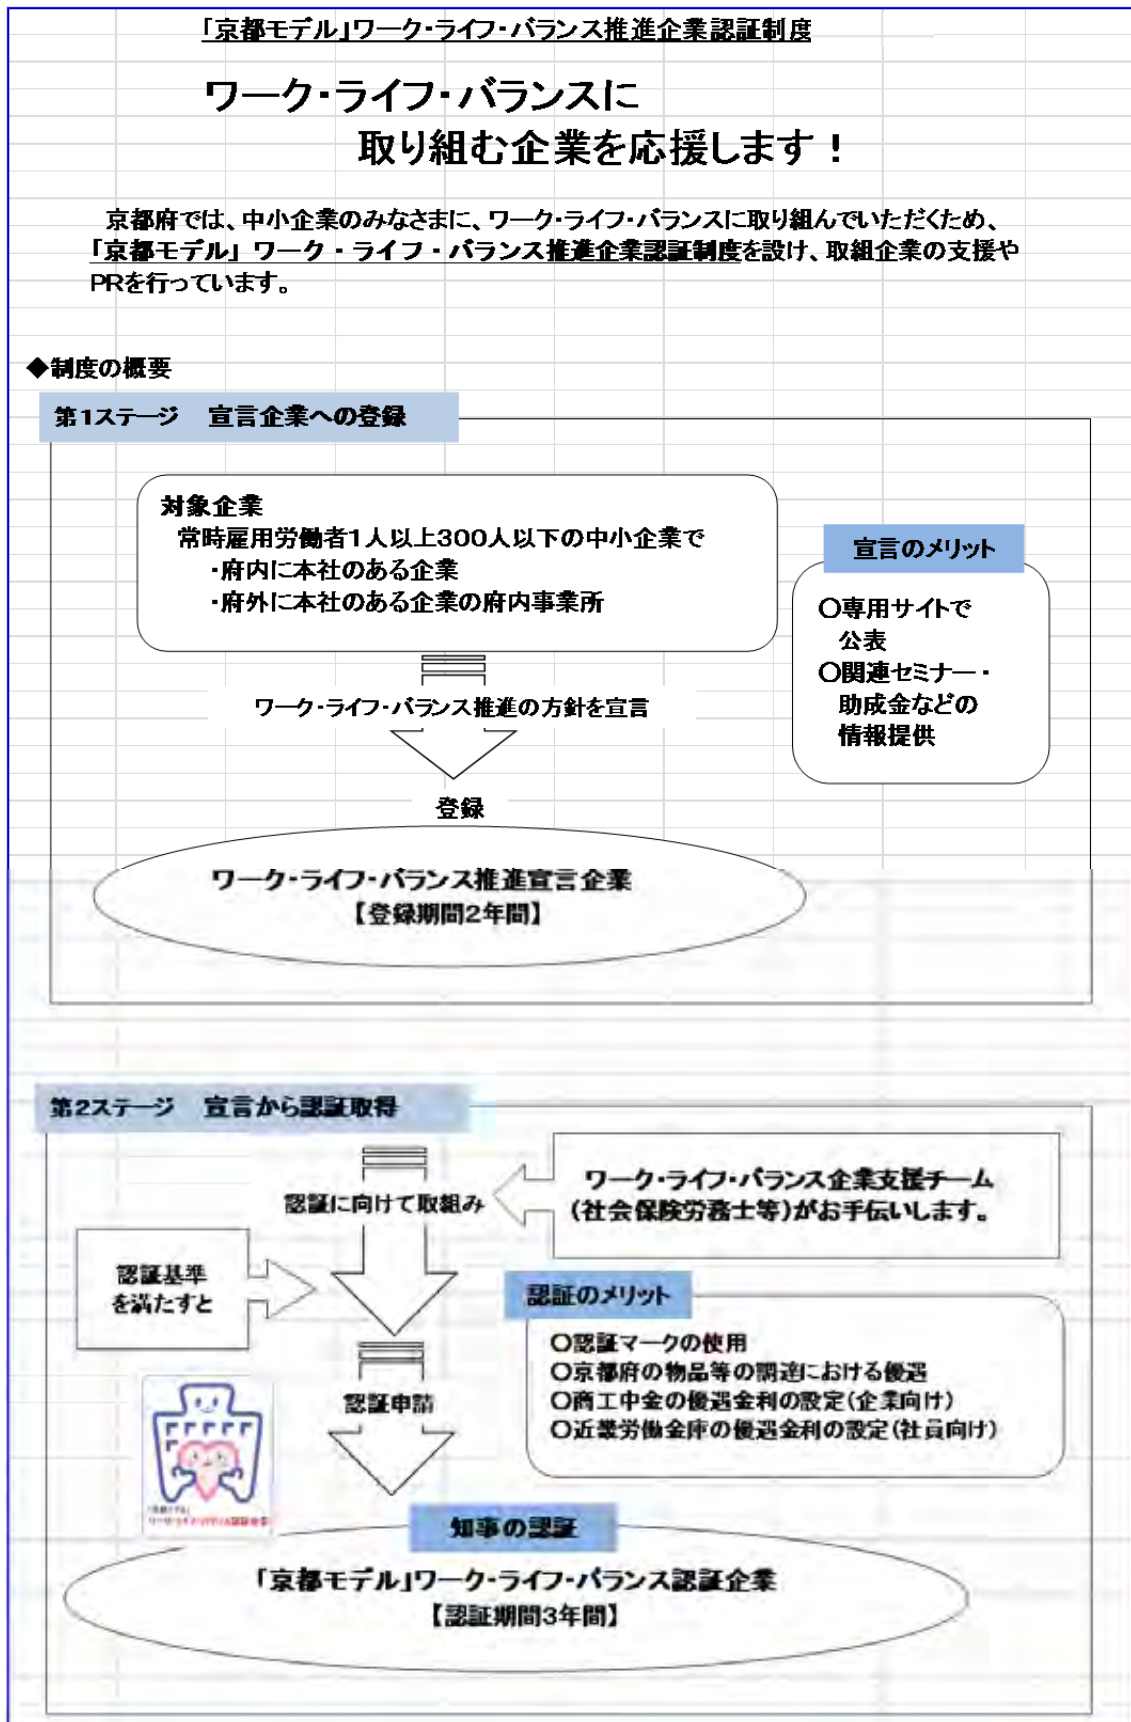 「京都モデル」ワーク・ライフ・バランス推進企業認証制度
ワーク・ライフ・バランスに
取り組む企業を応援します！
京都府では、中小企業のみなさまに、ワーク・ライフ・バランスに取り組んでいただくため、
「京都モデル」 ワーク・ライフ・バランス推進企業認証制度を設け、取組企業の支援や
PRを行っています。
◆制度の概要
第1ステージ　宣言企業への登録
対象企業
常時雇用労働者1人以上300人以下の中小企業で
・府内に本社のある企業
・府外に本社のある企業の府内事業所
宣言のメリット
○専用サイトで
公表
○関連セミナー・
助成金などの
情報提供
ワーク・ライフ・バランス推進の方針を宣言
登録
ワーク・ライフ・バランス推進宣言企業
【登録期間2年間】
第2ステージ　宣言から認証取得
ワーク・ライフ・バランス企業支援チーム
(社会保険労務士等)がお手伝いします。
認証に向けて取組み
認証基準
を満たすと
認証のメリット
○認証マークの使用
○京都府の物品等の調達における優遇
○商工中金の優遇金利の設定(企業向け)
○近畿労働金庫の優遇金利の設定(社員向け)
認証申請
「京都モデル」
ワーク・ライフ・バランス認証企業
知事の認証
「京都モデル」ワーク・ライフ・バランス認証企業
【認証期間3年間】